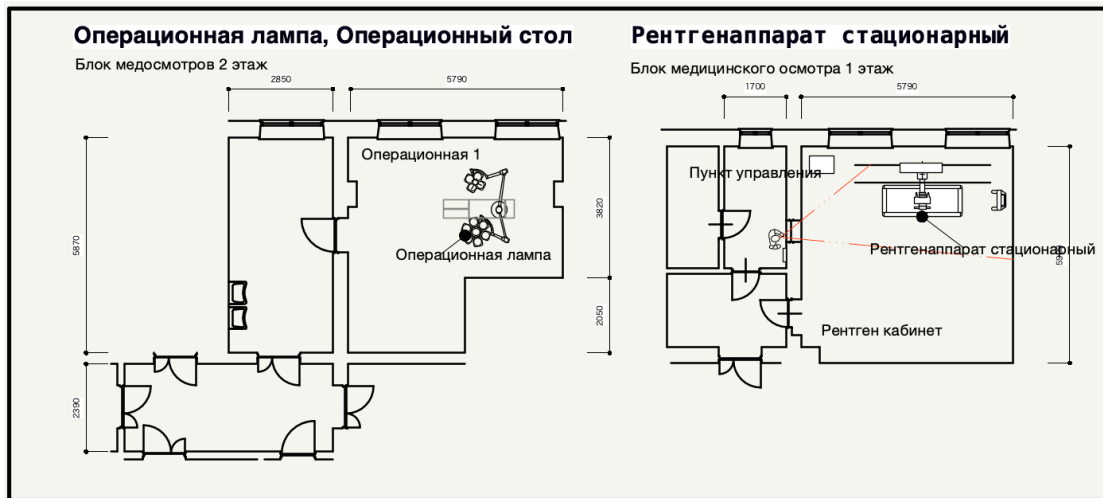 Операционная лампа, Операционный стол
Блок медосмотров 2 этаж
2850
5790
Операционная 1
Операционная лампа
5870
3820
2050
2390
Рентгенаппарат стационарный
Блок медицинского осмотра 1 этаж
1700
5790
Пункт управления
Рентгенаппарат стационарный
Рентген кабинет